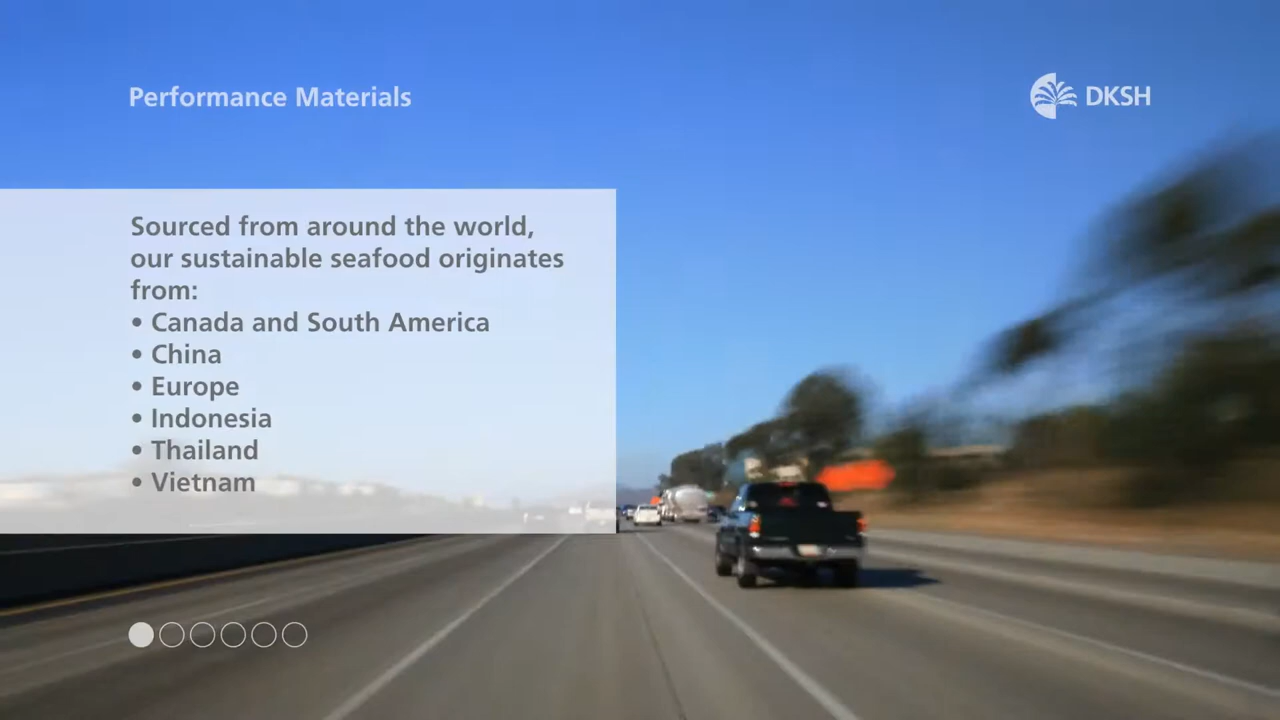 Performance Materials
DKSH
Sourced from around the world,
our sustainable seafood originates
from:
• Canada and South America
• China
• Europe
• Indonesia
• Thailand
• Vietnam